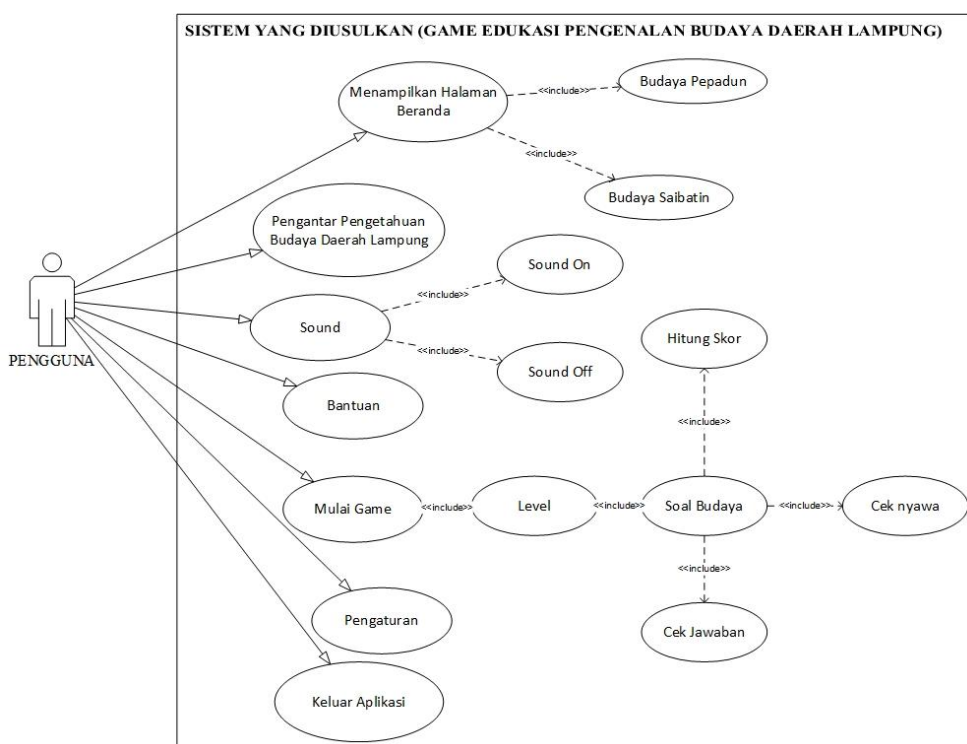 SISTEM YANG DIUSULKAN (GAME EDUKASI PENGENALAN BUDAYA DAERAH LAMPUNG)
Menampilkan Halaman
Beranda
<<include>>
Budaya Pepadun
<<include>>
Budaya Saibatin
Pengantar Pengetahuan
Budaya Daerah Lampung
PENGGUNA
Sound
<<include>>
Sound On
<<include>>
Sound Off
Bantuan
Mulai Game
<<include>>
Level
<<include>>
Soal Budaya
<<include>>
Hitung Skor
<<include>>
Cek nyawa
<<include>>
Cek Jawaban
Pengaturan
Keluar Aplikasi